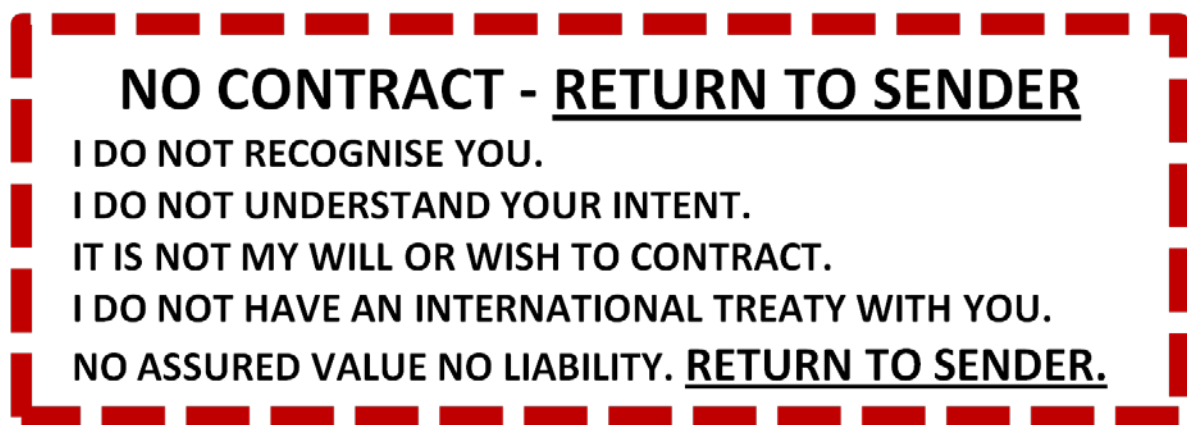 NO CONTRACT - RETURN TO SENDER
I DO NOT RECOGNISE YOU.
I DO NOT UNDERSTAND YOUR INTENT.
IT IS NOT MY WILL OR WISH TO CONTRACT.
I DO NOT HAVE AN INTERNATIONAL TREATY WITH YOU.
NO ASSURED VALUE NO LIABILITY. RETURN TO SENDER.